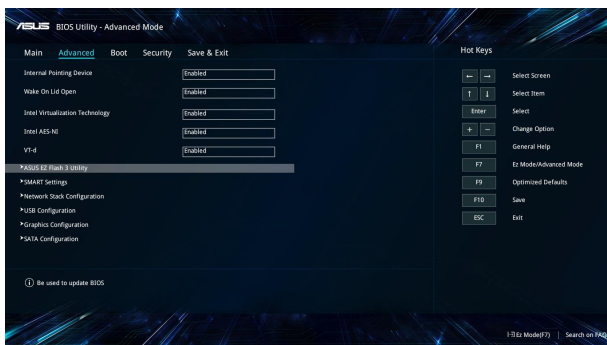 ASUS BIOS Utility - Advanced Mode
Main Advanced Boot Security Save & Exit
Internal Pointing Device Enabled
Wake On Lid Open Enabled
Intel Virtualization Technology Enabled
Intel AES-NI Enabled
VT-d Enabled
ASUS EZ Flash 3 Utility
SMART Settings
Network Stack Configuration
USB Configuration
Graphics Configuration
SATA Configuration
Be used to update BIOS
Hot Keys
← → Select Screen
↑ ↓ Select Item
Enter Select
+ − Change Option
F1 General Help
F7 Ez Mode/Advanced Mode
F9 Optimized Defaults
F10 Save
ESC Exit
Ez Mode(F7) | Search on FAQ